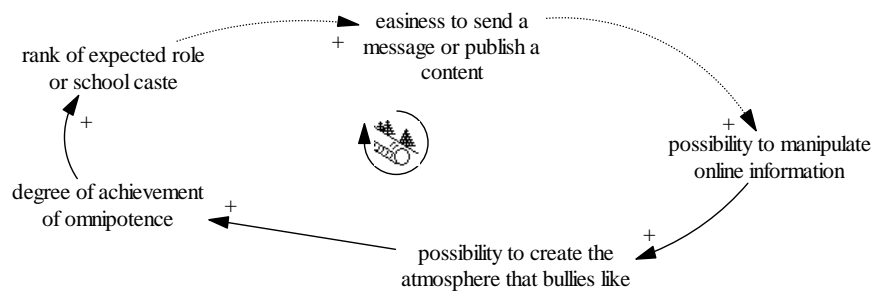 easiness to send a
message or publish a
content
+
rank of expected role
or school caste
+
+
possibility to manipulate
online information
degree of achievement
of omnipotence
+
+
possibility to create the
atmosphere that bullies like